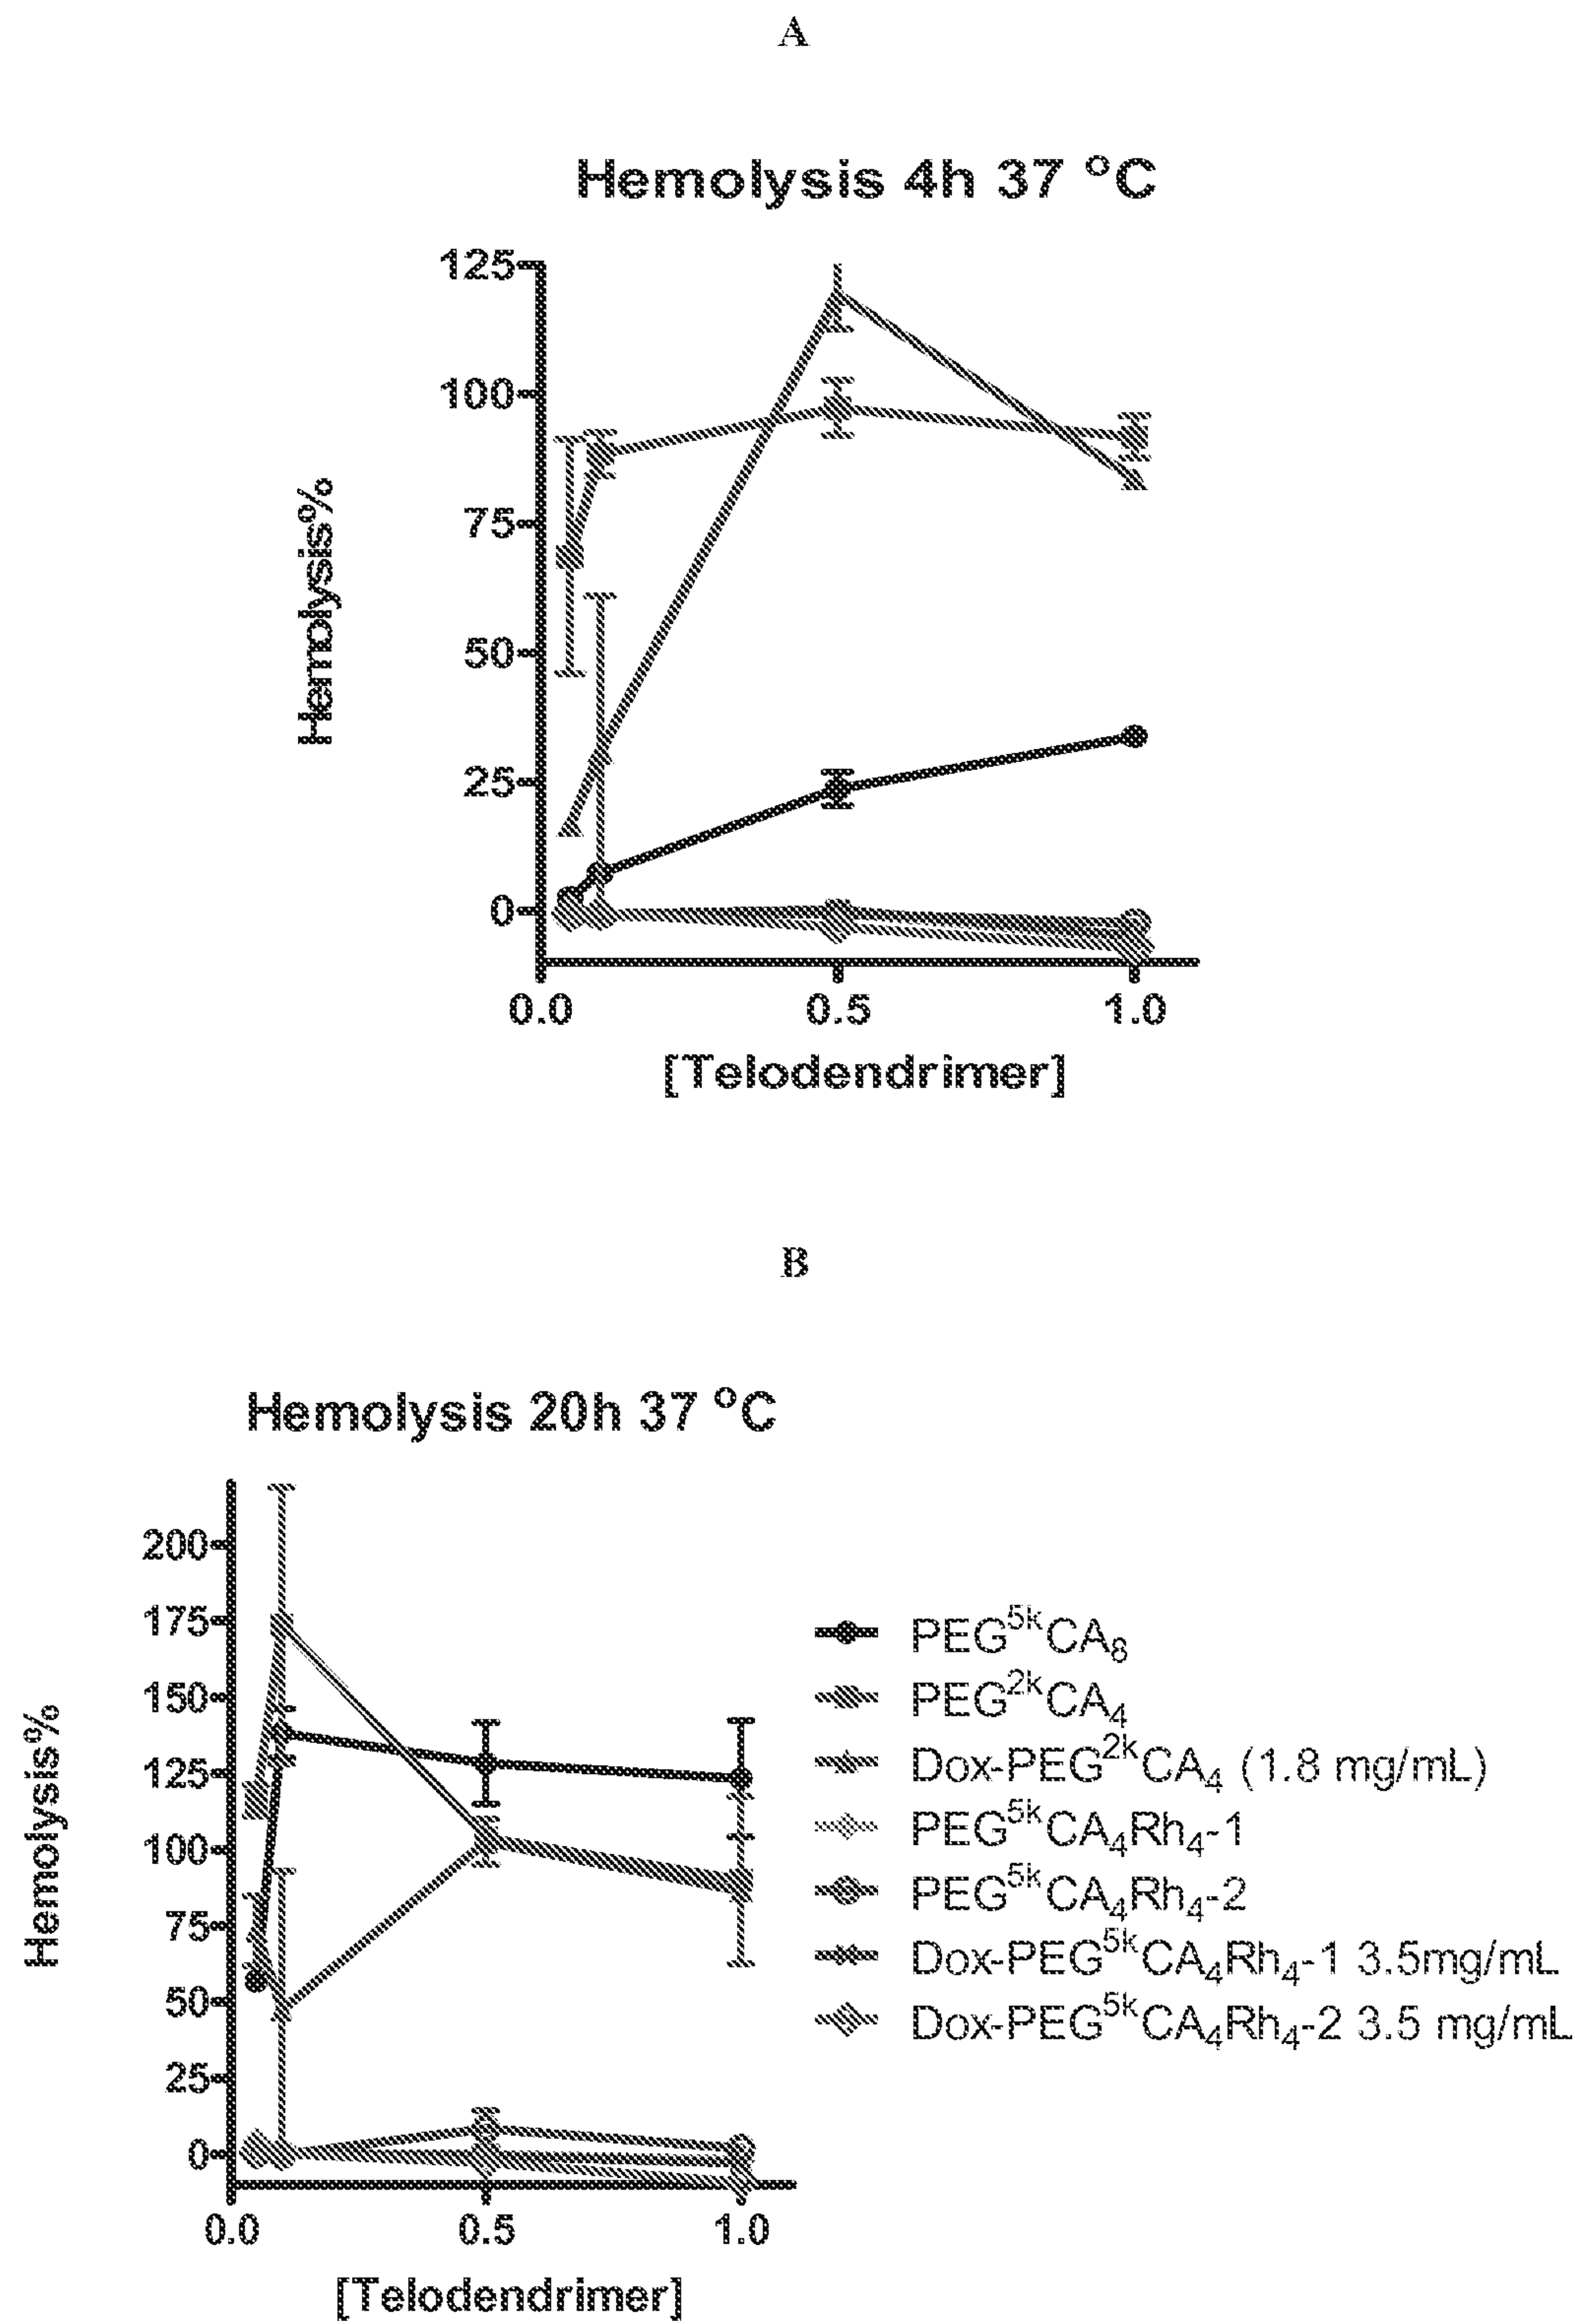 A
Hemolysis 4h 37 °C
125
100
75
50
25
0
Hemolysis%
0.0 0.5 1.0
[Telodendrimer]
B
Hemolysis 20h 37 °C
200
175
150
125
100
75
50
25
0
Hemolysis%
0.0 0.5 1.0
[Telodendrimer]
PEG⁵ᵏCA₈
PEG²ᵏCA₄
Dox-PEG²ᵏCA₄ (1.8 mg/mL)
PEG⁵ᵏCA₄Rh₄-1
PEG⁵ᵏCA₄Rh₄-2
Dox-PEG⁵ᵏCA₄Rh₄-1 3.5mg/mL
Dox-PEG⁵ᵏCA₄Rh₄-2 3.5 mg/mL